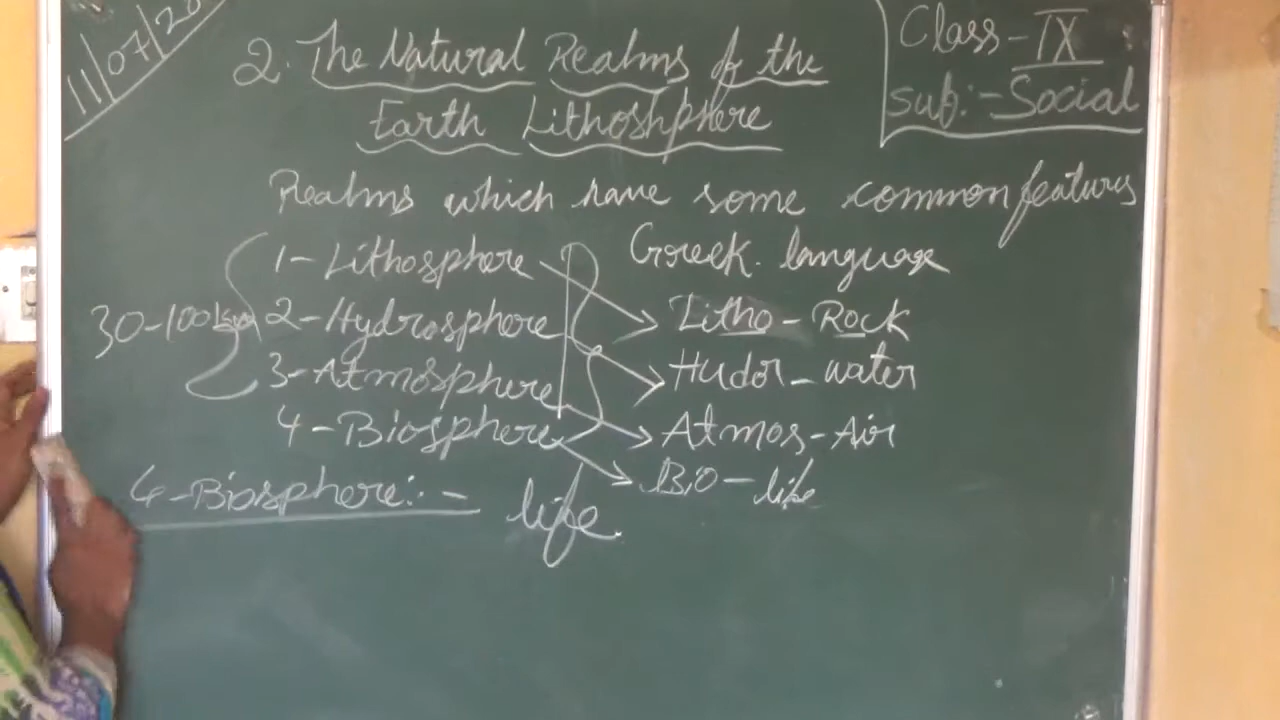 11/07/20
Class - IX
sub:- Social
2. The Natural Realms of the
Earth Lithoshphere
Realms which have some common features
1- Lithosphere
Greek. language
30-100km
2- Hydrosphere
Litho - Rock
3- Atmosphere
Hudor - water
4 - Biosphere
Atmos - Air
Bio - life
4 - Biosphere: - life.